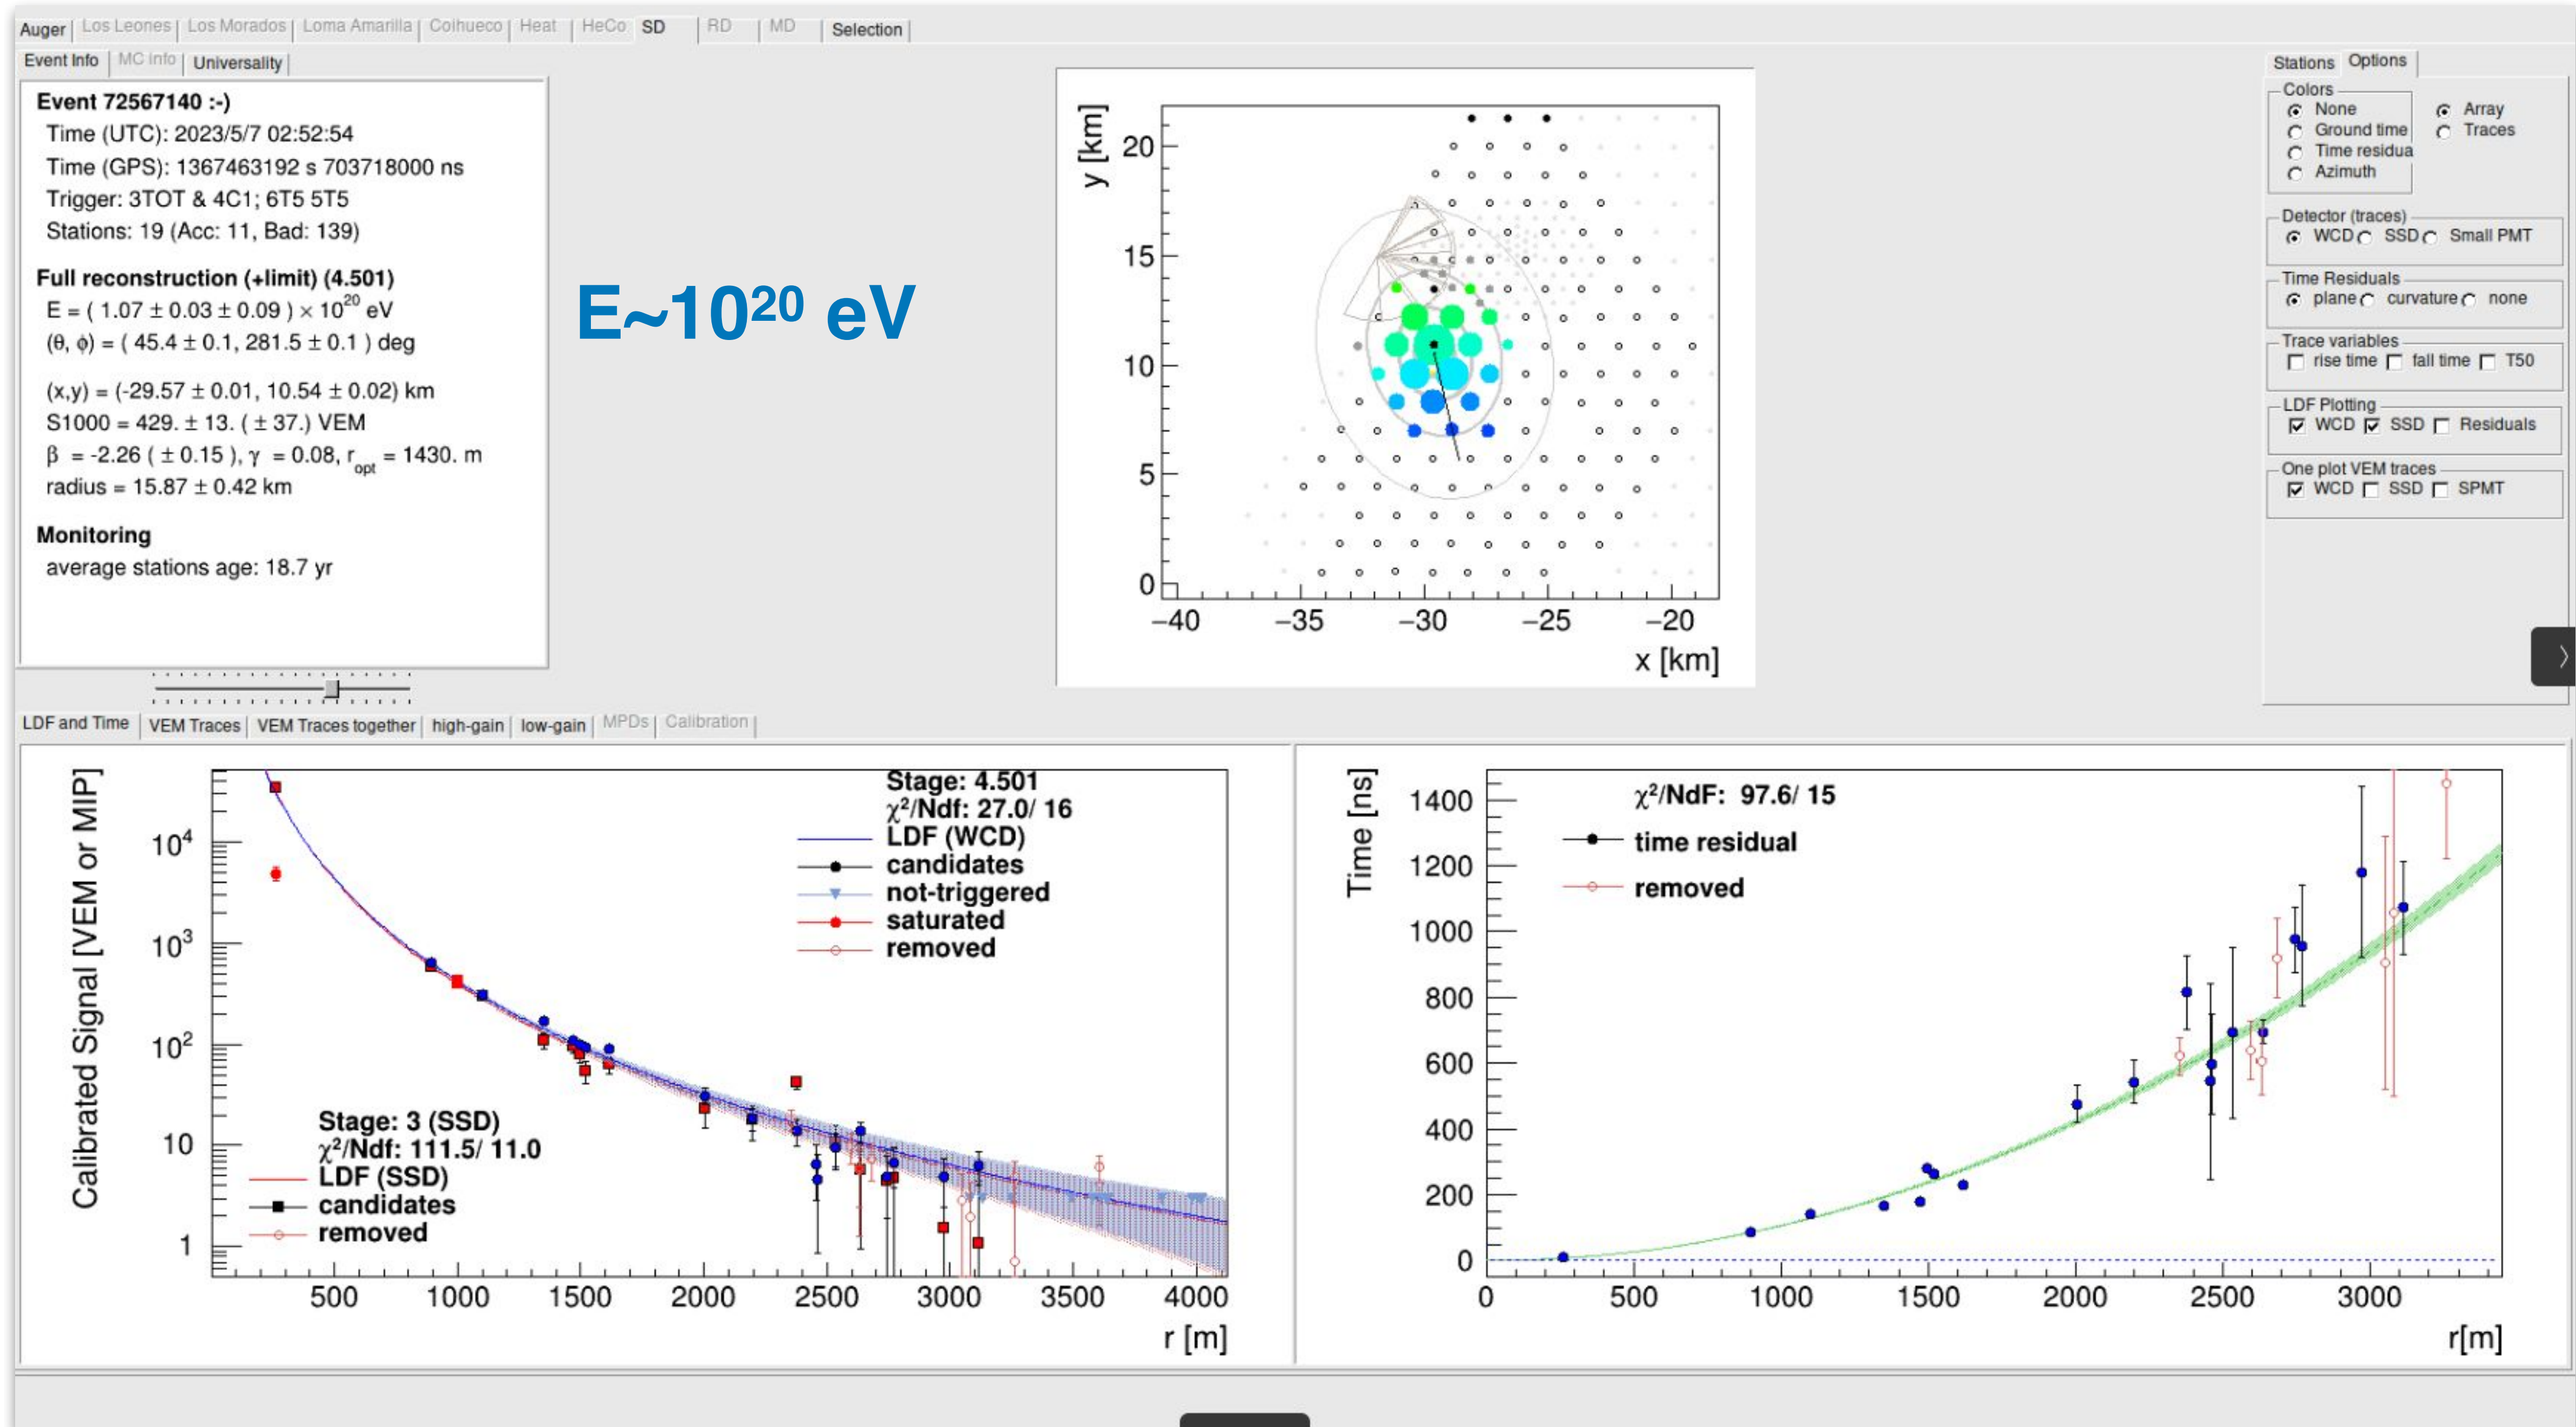 Auger Los Leones Los Morados Loma Amarilla Coihueco Heat HeCo SD RD MD Selection
Event Info MC Info Universality
Event 72567140 :-)
Time (UTC): 2023/5/7 02:52:54
Time (GPS): 1367463192 s 703718000 ns
Trigger: 3TOT & 4C1; 6T5 5T5
Stations: 19 (Acc: 11, Bad: 139)
Full reconstruction (+limit) (4.501)
E = ( 1.07 ± 0.03 ± 0.09 ) × 10²⁰ eV
(θ, ϕ) = ( 45.4 ± 0.1, 281.5 ± 0.1 ) deg
(x,y) = (-29.57 ± 0.01, 10.54 ± 0.02) km
S1000 = 429. ± 13. ( ± 37.) VEM
β = -2.26 ( ± 0.15 ), γ = 0.08, r_opt = 1430. m
radius = 15.87 ± 0.42 km
Monitoring
average stations age: 18.7 yr
E~10²⁰ eV
y [km]
20
15
10
5
0
−40 −35 −30 −25 −20
x [km]
Stations Options
Colors
None
Ground time
Time residua
Azimuth
Array
Traces
Detector (traces)
WCD SSD Small PMT
Time Residuals
plane curvature none
Trace variables
rise time fall time T50
LDF Plotting
WCD SSD Residuals
One plot VEM traces
WCD SSD SPMT
LDF and Time VEM Traces VEM Traces together high-gain low-gain MPDs Calibration
Calibrated Signal [VEM or MIP]
10⁴
10³
10²
10
1
Stage: 4.501
χ²/Ndf: 27.0/ 16
LDF (WCD)
candidates
not-triggered
saturated
removed
Stage: 3 (SSD)
χ²/Ndf: 111.5/ 11.0
LDF (SSD)
candidates
removed
500 1000 1500 2000 2500 3000 3500 4000
r [m]
Time [ns]
1400
1200
1000
800
600
400
200
0
χ²/NdF: 97.6/ 15
time residual
removed
0 500 1000 1500 2000 2500 3000
r[m]